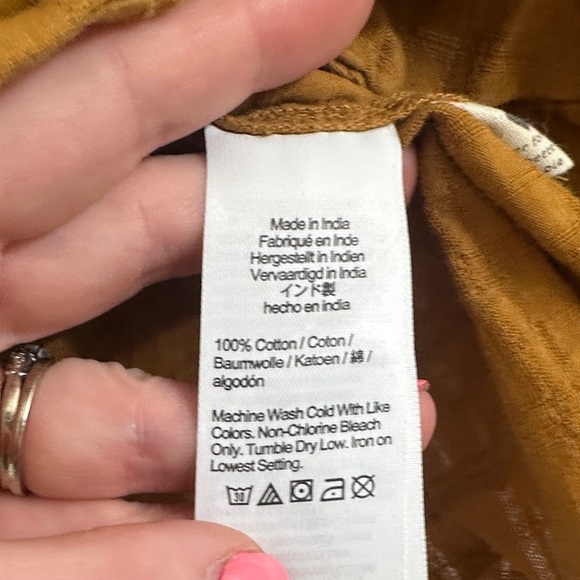 Made in India
Fabriqué en Inde
Hergestellt in Indien
Vervaardigd in India
インド製
hecho en india
100% Cotton / Coton /
Baumwolle / Katoen / 綿 /
algodón
Machine Wash Cold With Like
Colors. Non-Chlorine Bleach
Only. Tumble Dry Low. Iron on
Lowest Setting.
30